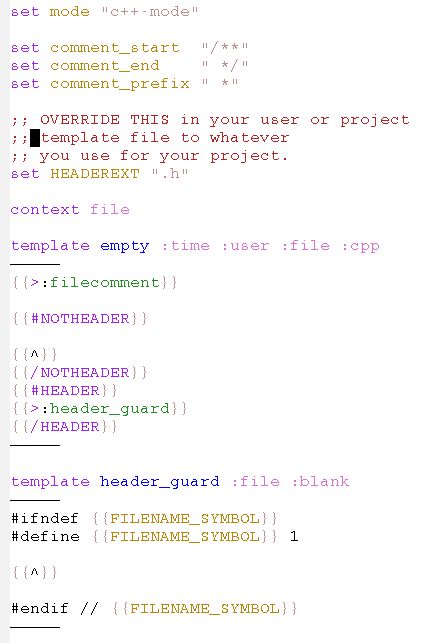 set mode "c++-mode"
set comment_start  "/**"
set comment_end    " */"
set comment_prefix " *"
;; OVERRIDE THIS in your user or project
;; template file to whatever
;; you use for your project.
set HEADEREXT ".h"
context file
template empty :time :user :file :cpp
----
{{>:filecomment}}
{{#NOTHEADER}}
{{^}}
{{/NOTHEADER}}
{{#HEADER}}
{{>:header_guard}}
{{/HEADER}}
----
template header_guard :file :blank
----
#ifndef {{FILENAME_SYMBOL}}
#define {{FILENAME_SYMBOL}} 1
{{^}}
#endif // {{FILENAME_SYMBOL}}
----